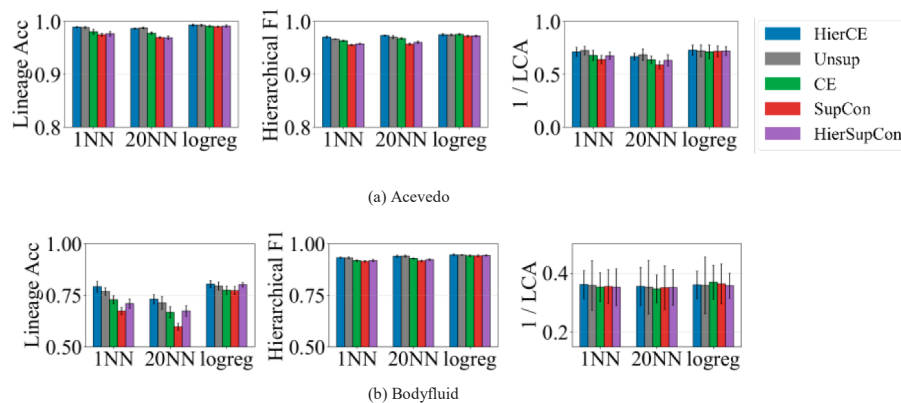 Lineage Acc
1.0
0.9
0.8
1NN 20NN logreg
Hierarchical F1
1.0
0.9
0.8
1NN 20NN logreg
1 / LCA
1.0
0.5
0.0
1NN 20NN logreg
HierCE
Unsup
CE
SupCon
HierSupCon
(a) Acevedo
Lineage Acc
1.00
0.75
0.50
1NN 20NN logreg
Hierarchical F1
1.00
0.75
0.50
1NN 20NN logreg
1 / LCA
0.4
0.2
1NN 20NN logreg
(b) Bodyfluid